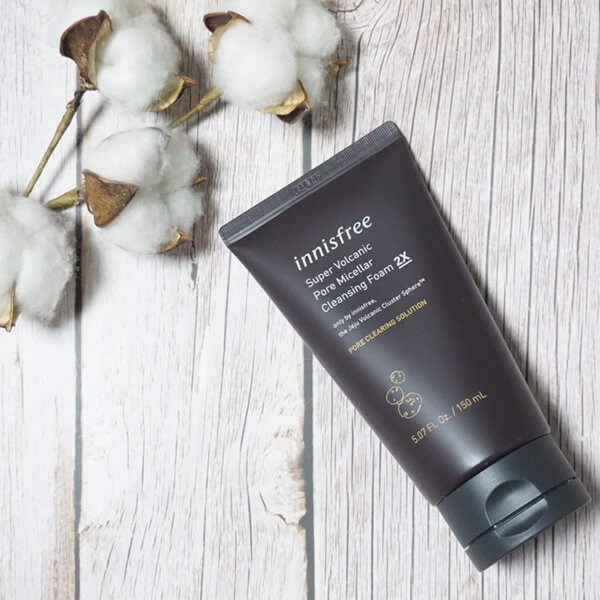 innisfree
Super Volcanic
Pore Micellar
Cleansing Foam 2X
only by innisfree,
the Jeju Volcanic Cluster Sphere™
PORE CLEARING SOLUTION
5.07 FL. Oz. / 150 mL